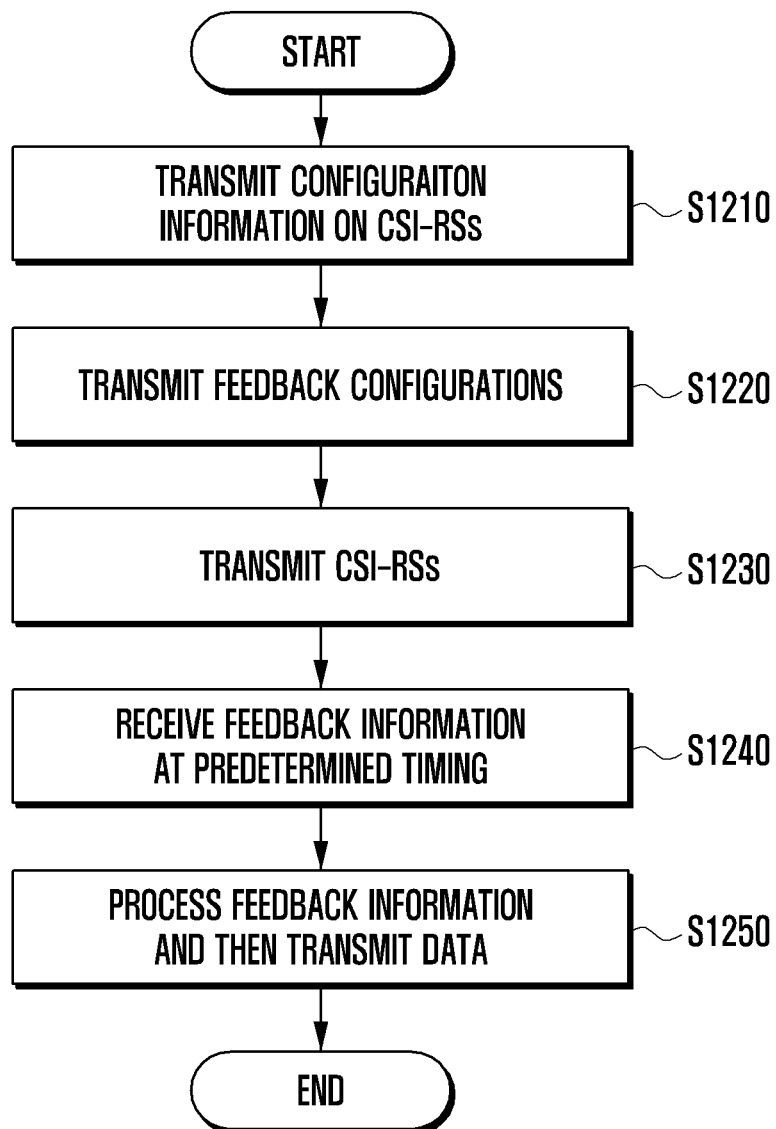 START
TRANSMIT CONFIGURAITON
INFORMATION ON CSI-RSs
S1210
TRANSMIT FEEDBACK CONFIGURATIONS
S1220
TRANSMIT CSI-RSs
S1230
RECEIVE FEEDBACK INFORMATION
AT PREDETERMINED TIMING
S1240
PROCESS FEEDBACK INFORMATION
AND THEN TRANSMIT DATA
S1250
END